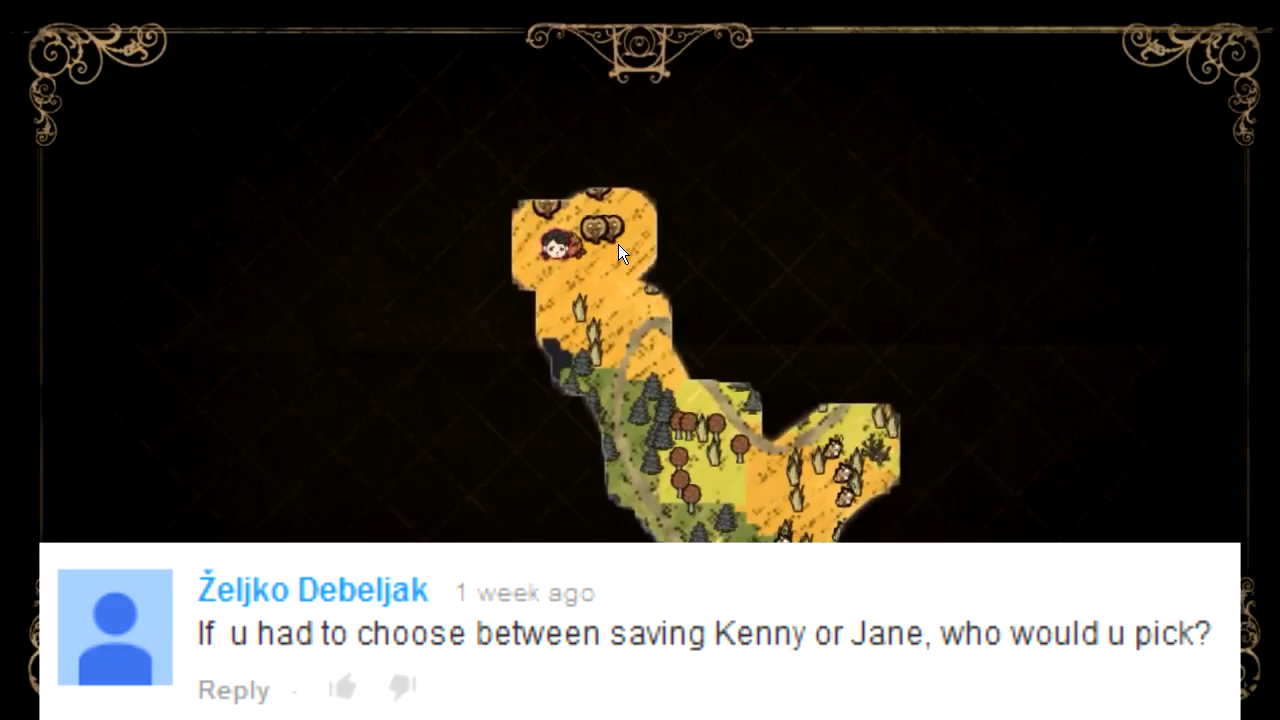 Željko Debeljak 1 week ago
If u had to choose between saving Kenny or Jane, who would u pick?
Reply